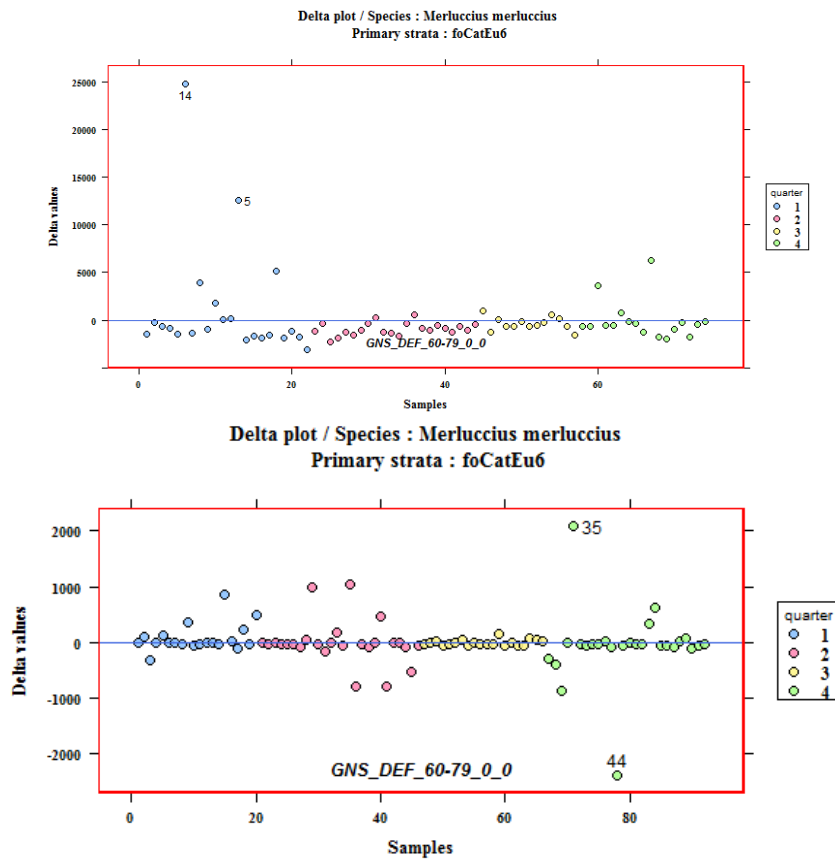 Delta plot / Species : Merluccius merluccius
Primary strata : foCatEu6
25000
20000
15000
10000
5000
0
14
5
GNS_DEF_60-79_0_0
0
20
40
60
Delta values
Samples
quarter
1
2
3
4
Delta plot / Species : Merluccius merluccius
Primary strata : foCatEu6
2000
1000
0
-1000
-2000
35
44
GNS_DEF_60-79_0_0
0
20
40
60
80
Delta values
Samples
quarter
1
2
3
4